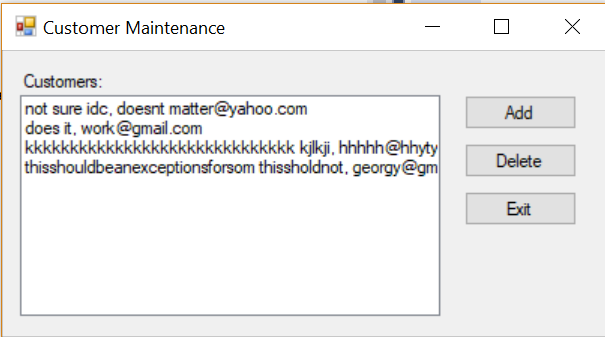 Customer Maintenance
Customers:
not sure idc, doesnt matter@yahoo.com
does it, work@gmail.com
kkkkkkkkkkkkkkkkkkkkkkkkkkkkkk kjlkji, hhhhh@hhyty
thisshouldbeanexceptionsforsom thissholdnot, georgy@gm
Add
Delete
Exit